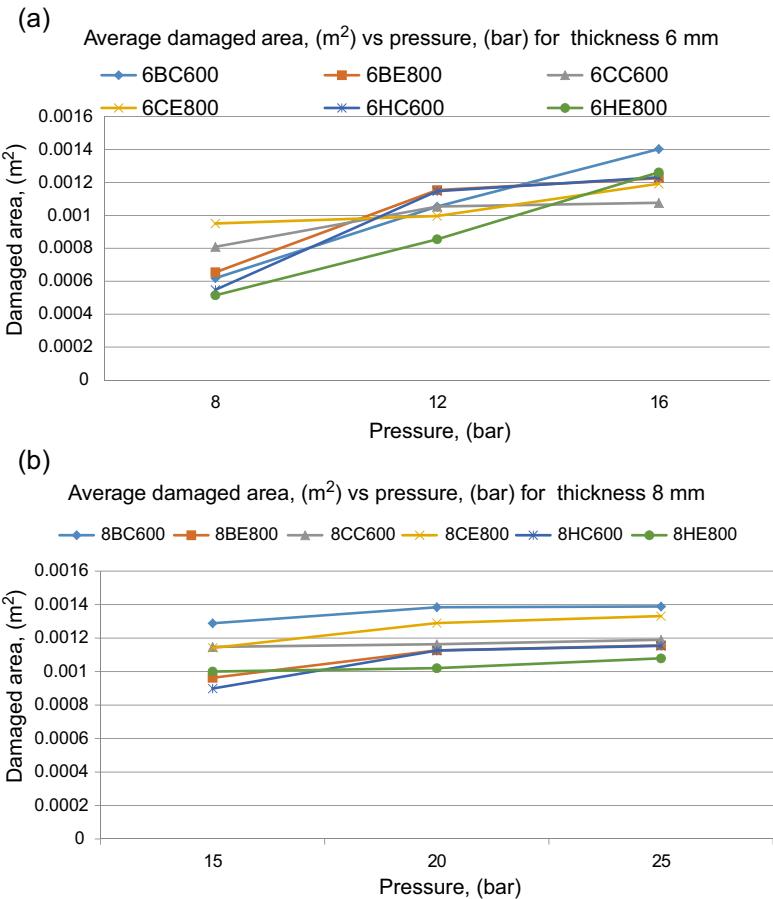 (a)
Average damaged area, (m²) vs pressure, (bar) for thickness 6 mm
6BC600 6BE800 6CC600
6CE800 6HC600 6HE800
0.0016
0.0014
0.0012
0.001
0.0008
0.0006
0.0004
0.0002
0
Damaged area, (m²)
8 12 16
Pressure, (bar)
(b)
Average damaged area, (m²) vs pressure, (bar) for thickness 8 mm
8BC600 8BE800 8CC600 8CE800 8HC600 8HE800
0.0016
0.0014
0.0012
0.001
0.0008
0.0006
0.0004
0.0002
0
Damaged area, (m²)
15 20 25
Pressure, (bar)